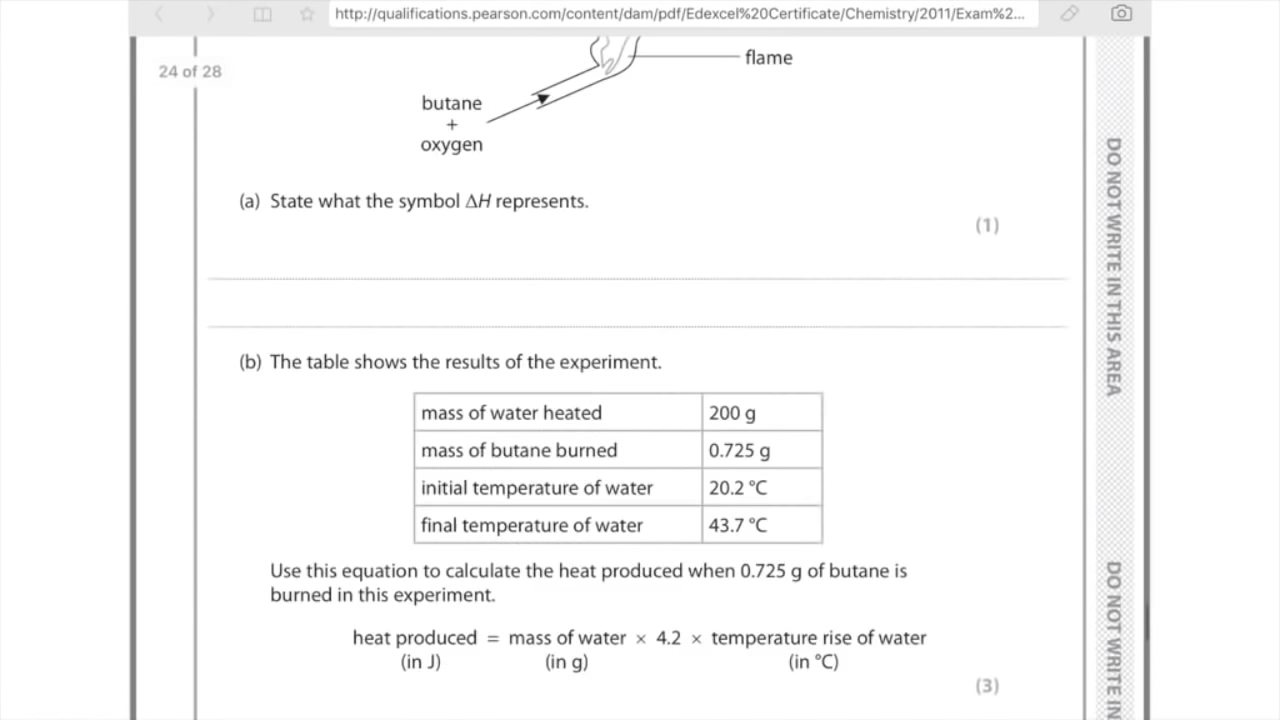 http://qualifications.pearson.com/content/dam/pdf/Edexcel%20Certificate/Chemistry/2011/Exam%2...
24 of 28
flame
butane
+
oxygen
(a) State what the symbol ΔH represents.
(1)
(b) The table shows the results of the experiment.
mass of water heated 200 g
mass of butane burned 0.725 g
initial temperature of water 20.2 °C
final temperature of water 43.7 °C
Use this equation to calculate the heat produced when 0.725 g of butane is
burned in this experiment.
heat produced = mass of water × 4.2 × temperature rise of water
(in J) (in g) (in °C)
(3)
DO NOT WRITE IN THIS AREA
DO NOT WRITE IN